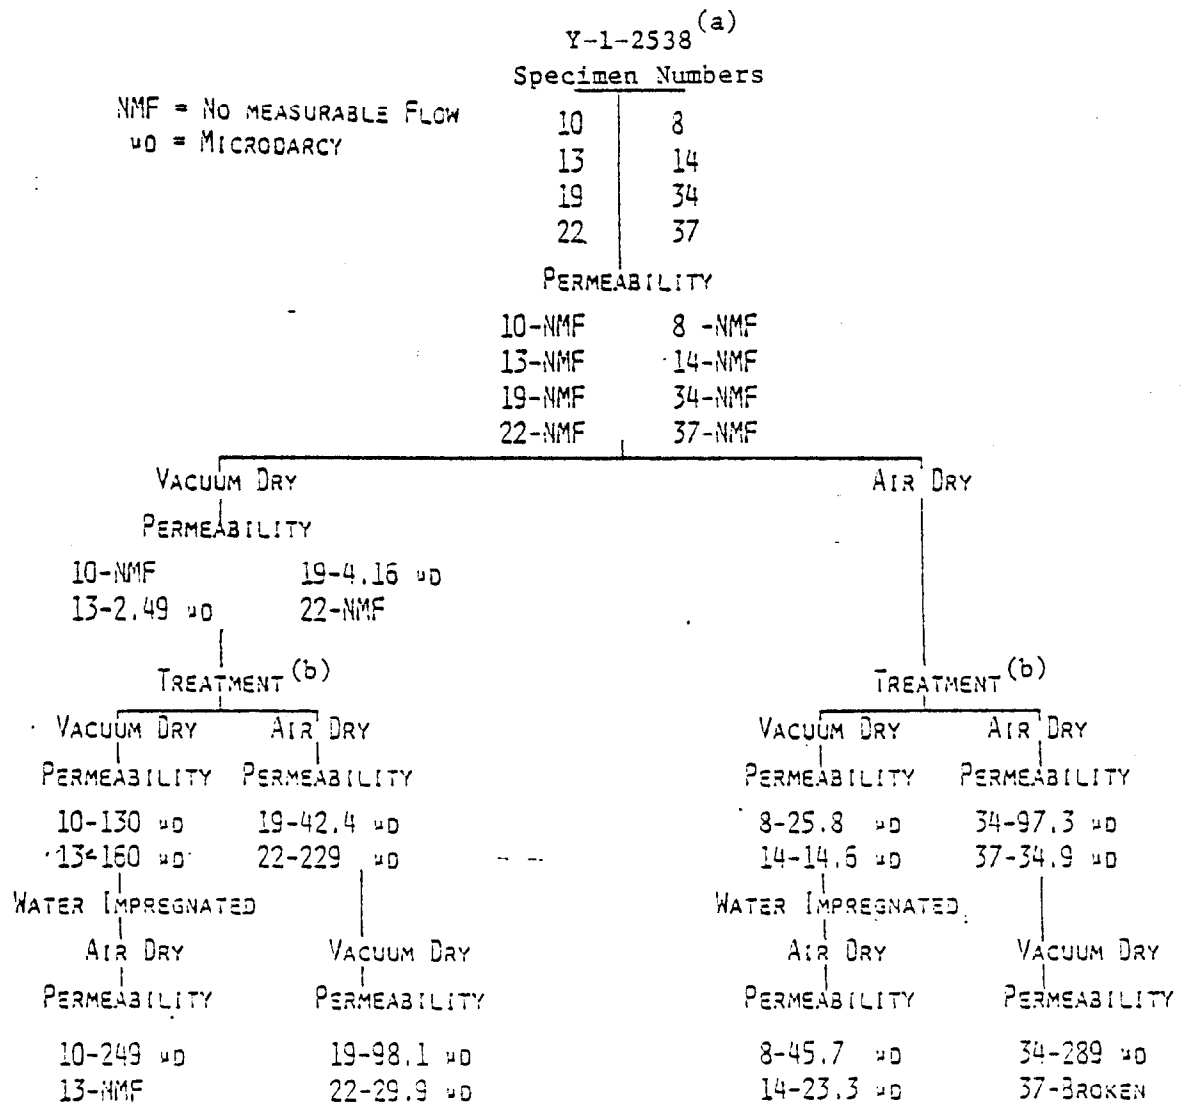 Y-1-2538(a)
Specimen Numbers
NMF = NO MEASURABLE FLOW
μD = MICRODARCY
10 8
13 14
19 34
22 37
PERMEABILITY
10-NMF 8 -NMF
13-NMF 14-NMF
19-NMF 34-NMF
22-NMF 37-NMF
VACUUM DRY AIR DRY
PERMEABILITY
10-NMF 19-4.16 μD
13-2.49 μD 22-NMF
TREATMENT(b) TREATMENT(b)
VACUUM DRY AIR DRY VACUUM DRY AIR DRY
PERMEABILITY PERMEABILITY PERMEABILITY PERMEABILITY
10-130 μD 19-42.4 μD 8-25.8 μD 34-97.3 μD
13-160 μD 22-229 μD 14-14.6 μD 37-34.9 μD
WATER IMPREGNATED WATER IMPREGNATED
AIR DRY VACUUM DRY AIR DRY VACUUM DRY
PERMEABILITY PERMEABILITY PERMEABILITY PERMEABILITY
10-249 μD 19-98.1 μD 8-45.7 μD 34-289 μD
13-NMF 22-29.9 μD 14-23.3 μD 37-BROKEN